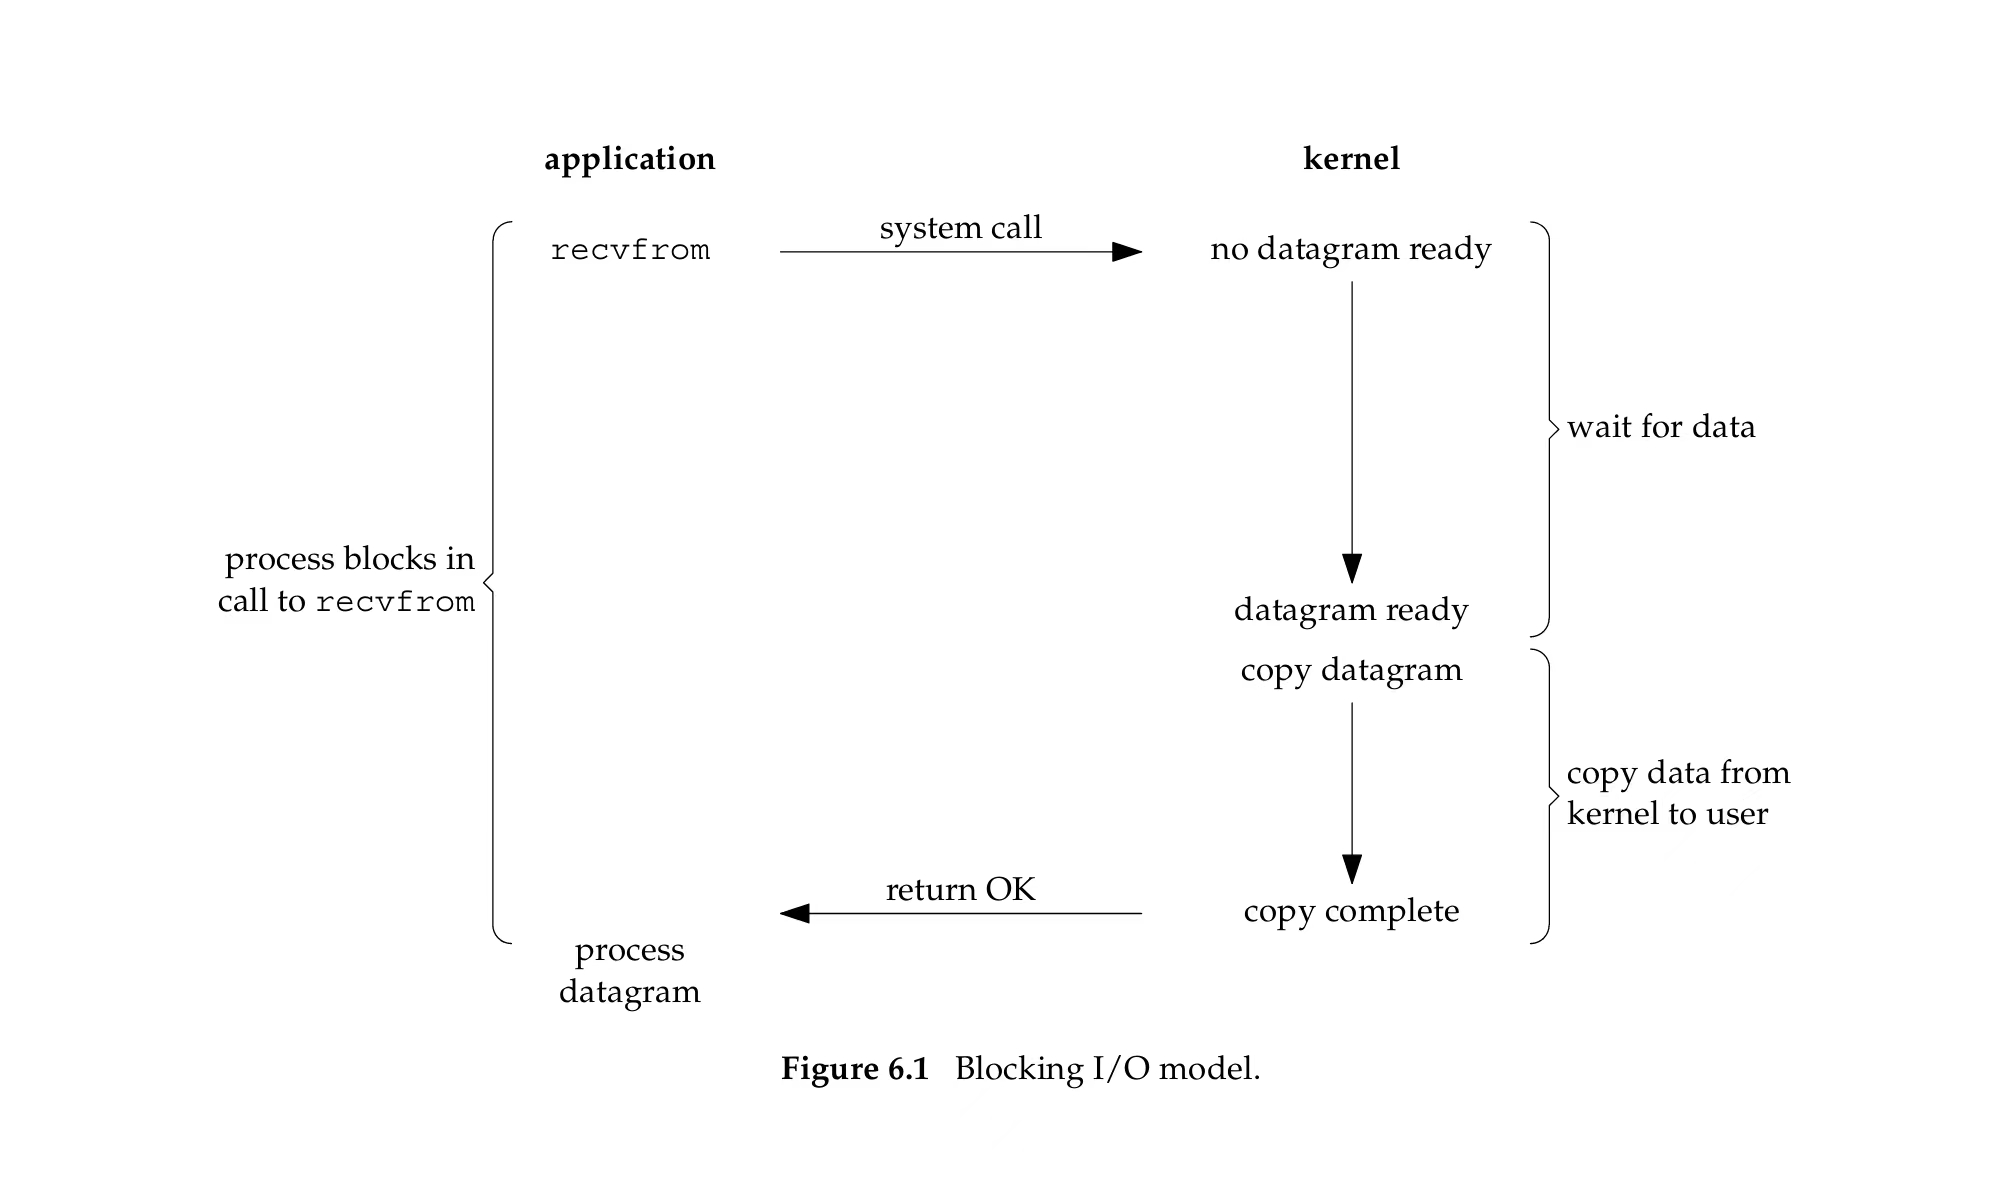 application
kernel
recvfrom
system call
no datagram ready
wait for data
process blocks in
call to recvfrom
datagram ready
copy datagram
copy data from
kernel to user
return OK
copy complete
process
datagram
Figure 6.1 Blocking I/O model.